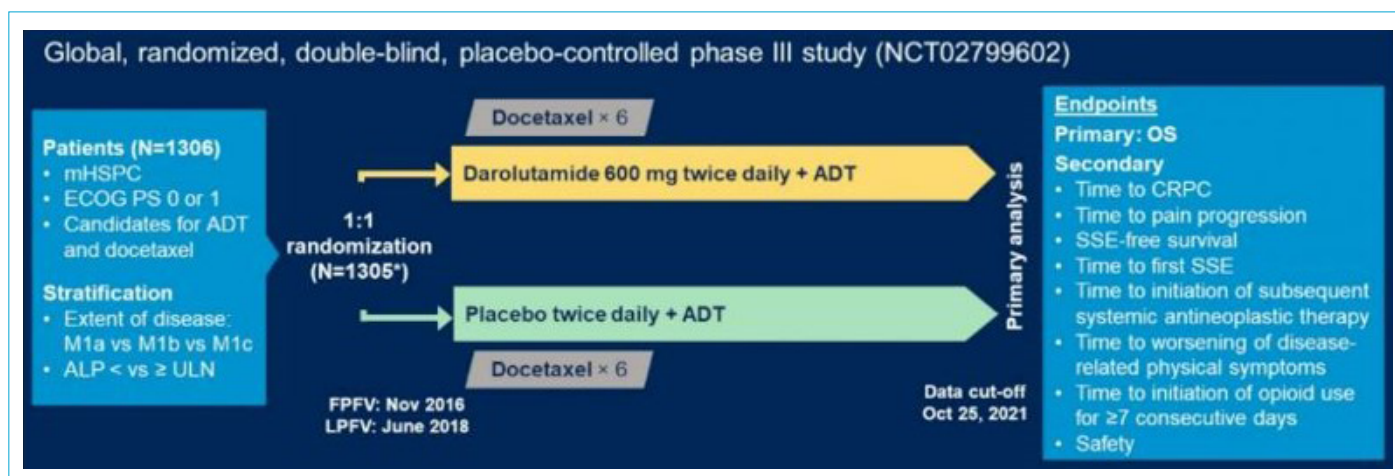 Global, randomized, double-blind, placebo-controlled phase III study (NCT02799602)
Patients (N=1306)
• mHSPC
• ECOG PS 0 or 1
• Candidates for ADT
and docetaxel
Stratification
• Extent of disease:
M1a vs M1b vs M1c
• ALP < vs ≥ ULN
1:1
randomization
(N=1305*)
Docetaxel × 6
Darolutamide 600 mg twice daily + ADT
Placebo twice daily + ADT
Docetaxel × 6
FPFV: Nov 2016
LPFV: June 2018
Data cut-off
Oct 25, 2021
Primary analysis
Endpoints
Primary: OS
Secondary
• Time to CRPC
• Time to pain progression
• SSE-free survival
• Time to first SSE
• Time to initiation of subsequent
systemic antineoplastic therapy
• Time to worsening of disease-
related physical symptoms
• Time to initiation of opioid use
for ≥7 consecutive days
• Safety